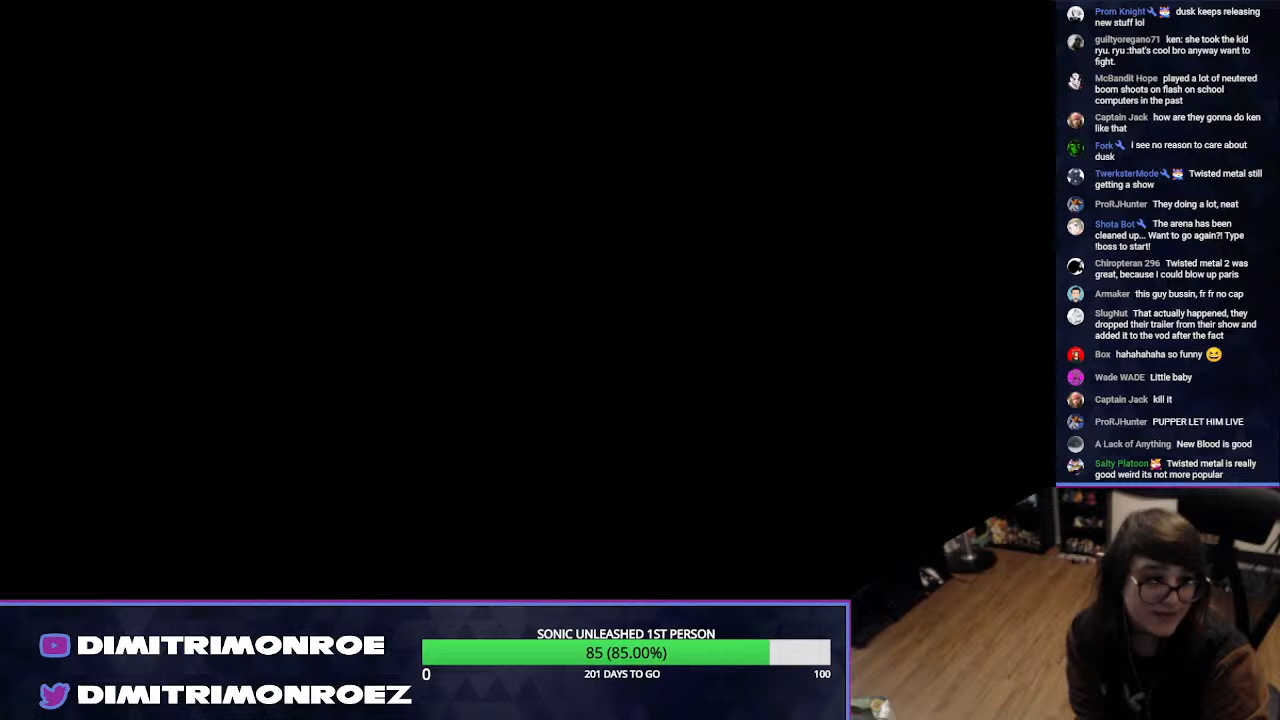 Prom Knight dusk keeps releasing
new stuff lol
guiltyoregano71 ken: she took the kid
ryu. ryu :that's cool bro anyway want to
fight.
McBandit Hope played a lot of neutered
boom shoots on flash on school
computers in the past
Captain Jack how are they gonna do ken
like that
Fork i see no reason to care about
dusk
TwerksterMode Twisted metal still
getting a show
ProRJHunter They doing a lot, neat
Shota Bot The arena has been
cleaned up... Want to go again?! Type
!boss to start!
Chiropteran 296 Twisted metal 2 was
great, because I could blow up paris
Armaker this guy bussin, fr fr no cap
SlugNut That actually happened, they
dropped their trailer from their show and
added it to the vod after the fact
Box hahahahaha so funny
Wade WADE Little baby
Captain Jack kill it
ProRJHunter PUPPER LET HIM LIVE
A Lack of Anything New Blood is good
Salty Platoon Twisted metal is really
good weird its not more popular
DIMITRIMONROE
DIMITRIMONROEZ
SONIC UNLEASHED 1ST PERSON
85 (85.00%)
0 201 DAYS TO GO 100